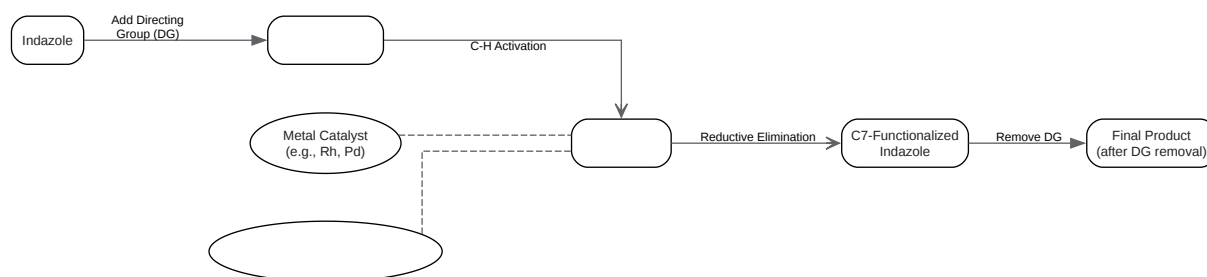 Indazole
Add Directing
Group (DG)
C-H Activation
Metal Catalyst
(e.g., Rh, Pd)
Reductive Elimination
C7-Functionalized
Indazole
Remove DG
Final Product
(after DG removal)